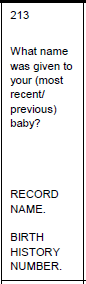 213
What name
was given to
your (most
recent/
previous)
baby?
RECORD
NAME.
BIRTH
HISTORY
NUMBER.